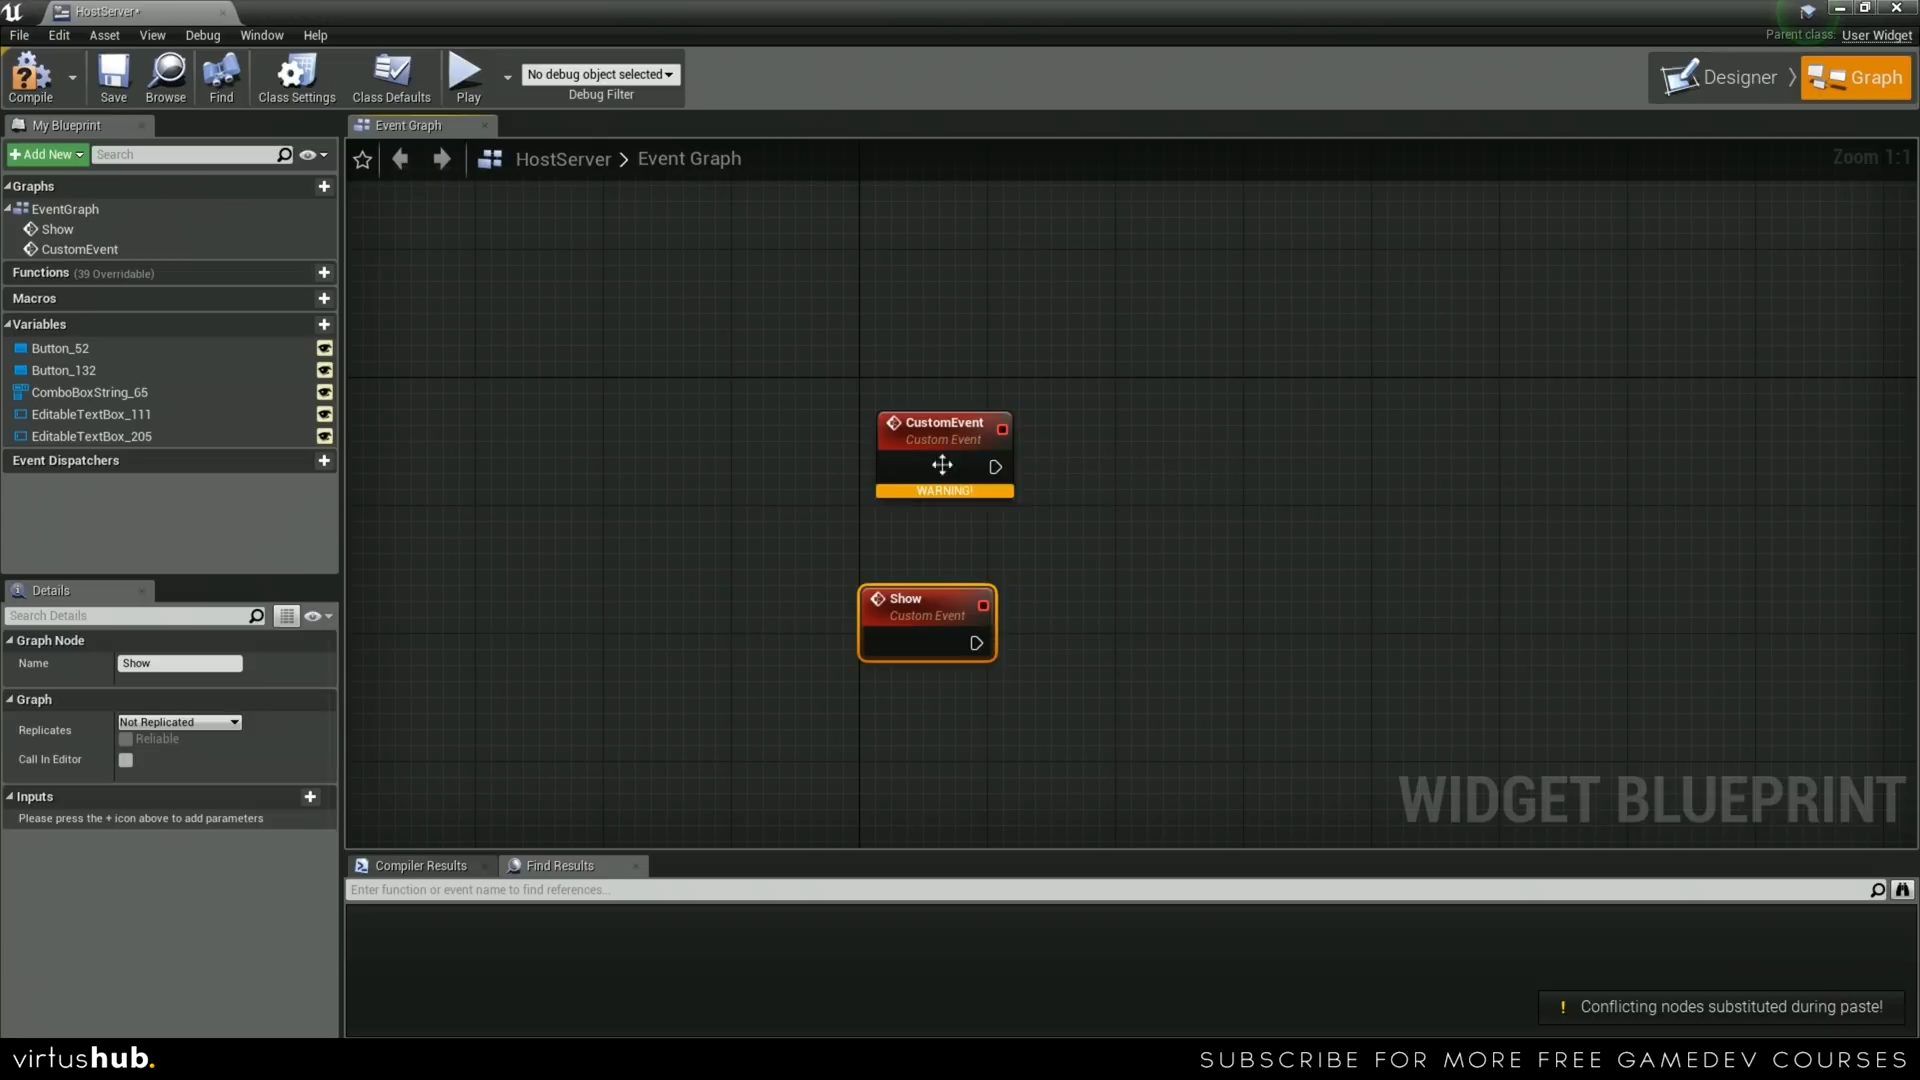 HostServer*
File Edit Asset View Debug Window Help
Parent class: User Widget
Compile Save Browse Find Class Settings Class Defaults Play
No debug object selected
Debug Filter
Designer Graph
My Blueprint
Event Graph
Add New
Search
HostServer > Event Graph
Zoom 1:1
Graphs
EventGraph
Show
CustomEvent
Functions (39 Overridable)
Macros
Variables
Button_52
Button_132
ComboBoxString_65
EditableTextBox_111
EditableTextBox_205
Event Dispatchers
CustomEvent
Custom Event
WARNING!
Show
Custom Event
WIDGET BLUEPRINT
Details
Search Details
Graph Node
Name Show
Graph
Replicates Not Replicated
Reliable
Call In Editor
Inputs
Please press the + icon above to add parameters
Compiler Results Find Results
Enter function or event name to find references...
! Conflicting nodes substituted during paste!
virtushub.
SUBSCRIBE FOR MORE FREE GAMEDEV COURSES